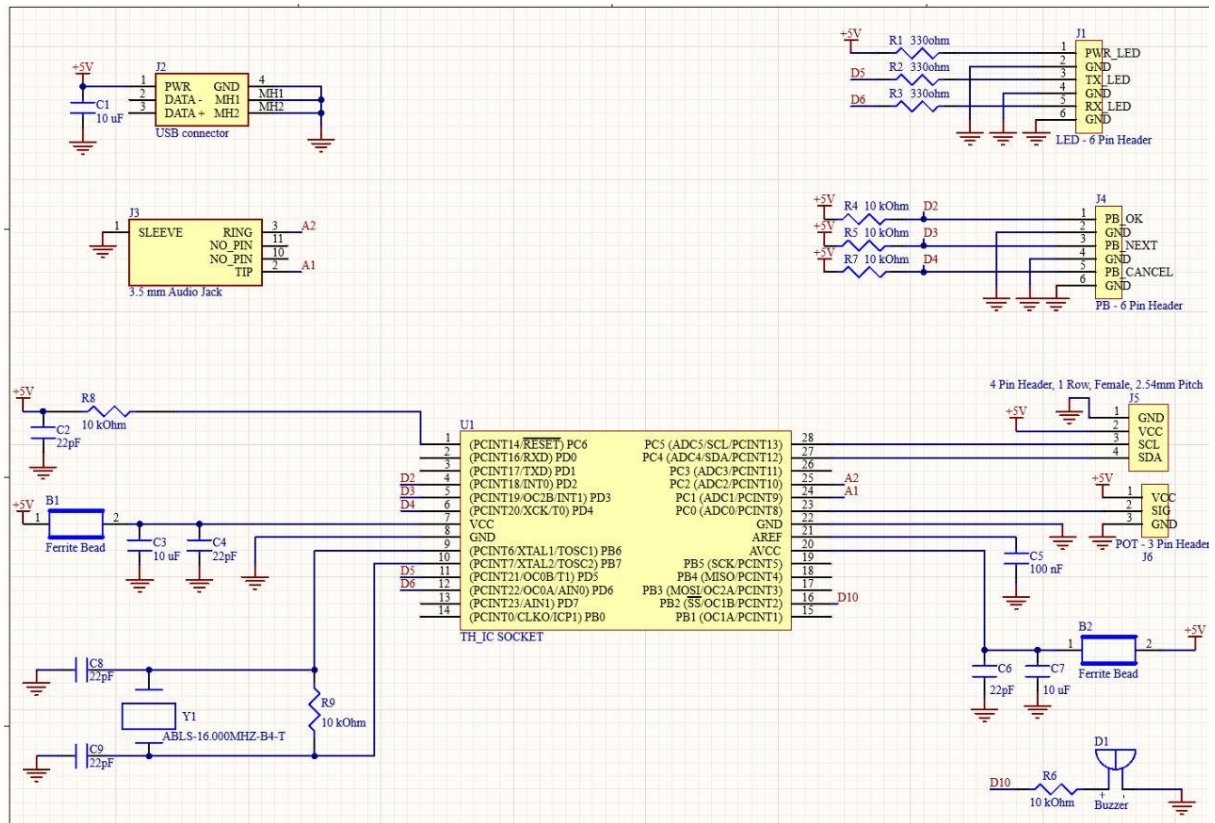 +5V
J2
1 PWR GND 4
2 DATA - MH1 MH1
3 DATA + MH2 MH2
USB connector
C1
10 uF
J3
1 SLEEVE RING 3 A2
NO_PIN 11
NO_PIN 10
TIP 2 A1
3.5 mm Audio Jack
+5V R1 330ohm
D5 R2 330ohm
D6 R3 330ohm
J1
1 PWR_LED
2 GND
3 TX_LED
4 GND
5 RX_LED
6 GND
LED - 6 Pin Header
+5V R4 10 kOhm D2
+5V R5 10 kOhm D3
+5V R7 10 kOhm D4
J4
1 PB_OK
2 GND
3 PB_NEXT
4 GND
5 PB_CANCEL
6 GND
PB - 6 Pin Header
+5V
R8
10 kOhm
C2
22pF
+5V
B1
1 2
Ferrite Bead
C3
10 uF
C4
22pF
U1
1 (PCINT14/RESET) PC6 PC5 (ADC5/SCL/PCINT13) 28
2 (PCINT16/RXD) PD0 PC4 (ADC4/SDA/PCINT12) 27
3 (PCINT17/TXD) PD1 PC3 (ADC3/PCINT11) 26
D2 4 (PCINT18/INT0) PD2 PC2 (ADC2/PCINT10) 25 A2
D3 5 (PCINT19/OC2B/INT1) PD3 PC1 (ADC1/PCINT9) 24 A1
D4 6 (PCINT20/XCK/T0) PD4 PC0 (ADC0/PCINT8) 23
7 VCC GND 22
8 GND AREF 21
9 (PCINT6/XTAL1/TOSC1) PB6 AVCC 20
10 (PCINT7/XTAL2/TOSC2) PB7 PB5 (SCK/PCINT5) 19
D5 11 (PCINT21/OC0B/T1) PD5 PB4 (MISO/PCINT4) 18
D6 12 (PCINT22/OC0A/AIN0) PD6 PB3 (MOSI/OC2A/PCINT3) 17
13 (PCINT23/AIN1) PD7 PB2 (SS/OC1B/PCINT2) 16 D10
14 (PCINT0/CLKO/ICP1) PB0 PB1 (OC1A/PCINT1) 15
TH_IC SOCKET
4 Pin Header, 1 Row, Female, 2.54mm Pitch
J5
+5V
1 GND
2 VCC
3 SCL
4 SDA
+5V
1 VCC
2 SIG
3 GND
POT - 3 Pin Header
J6
C5
100 nF
C8
22pF
Y1
ABLS-16.000MHZ-B4-T
R9
10 kOhm
C9
22pF
B2
1 2
+5V
Ferrite Bead
C6
22pF
C7
10 uF
D1
D10 R6
10 kOhm
+ -
Buzzer